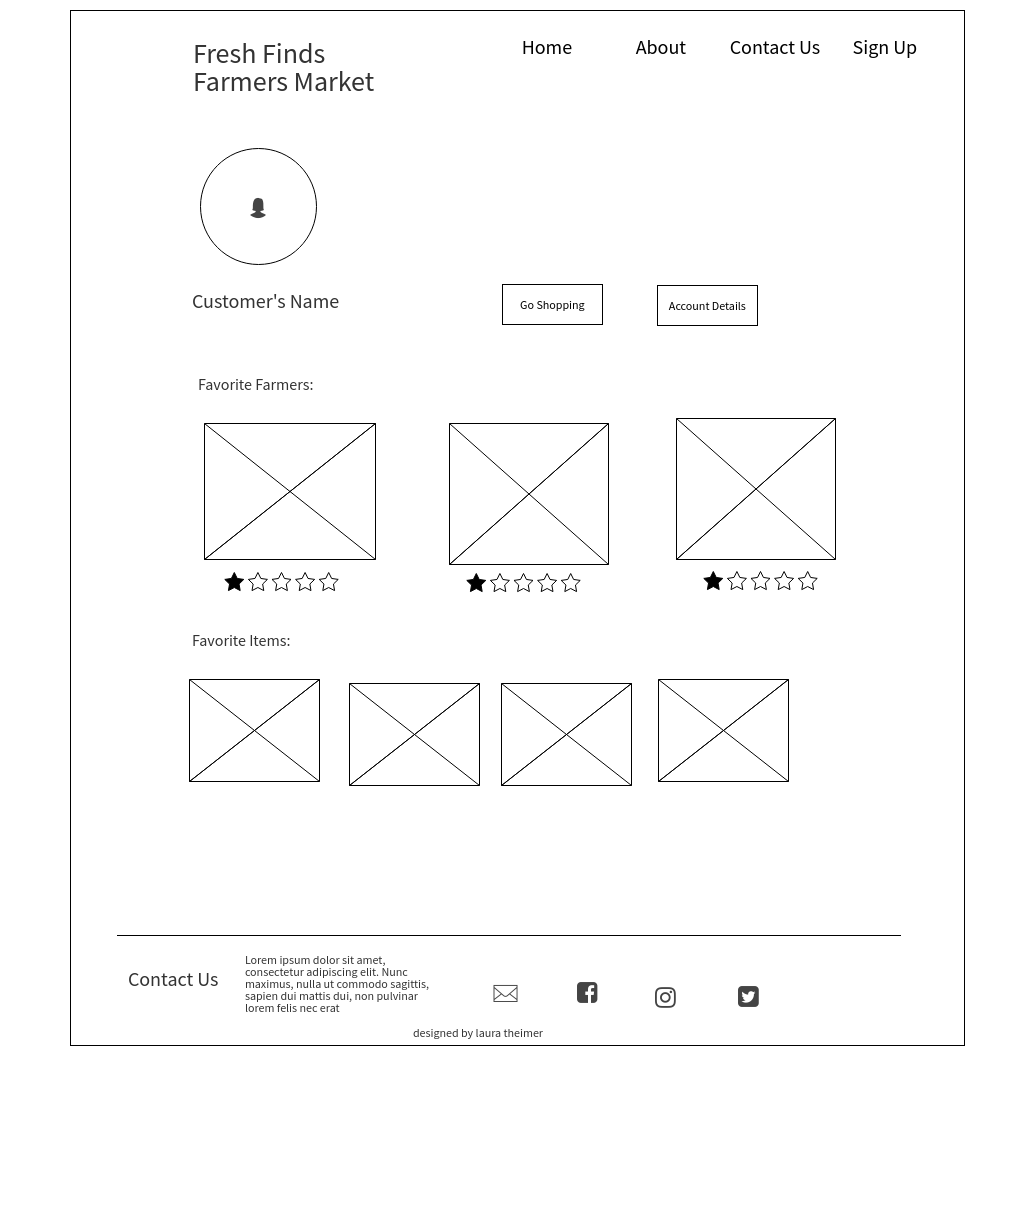 Fresh Finds
Farmers Market
Home About Contact Us Sign Up
Customer's Name
Go Shopping
Account Details
Favorite Farmers:
Favorite Items:
Contact Us
Lorem ipsum dolor sit amet,
consectetur adipiscing elit. Nunc
maximus, nulla ut commodo sagittis,
sapien dui mattis dui, non pulvinar
lorem felis nec erat
designed by laura theimer